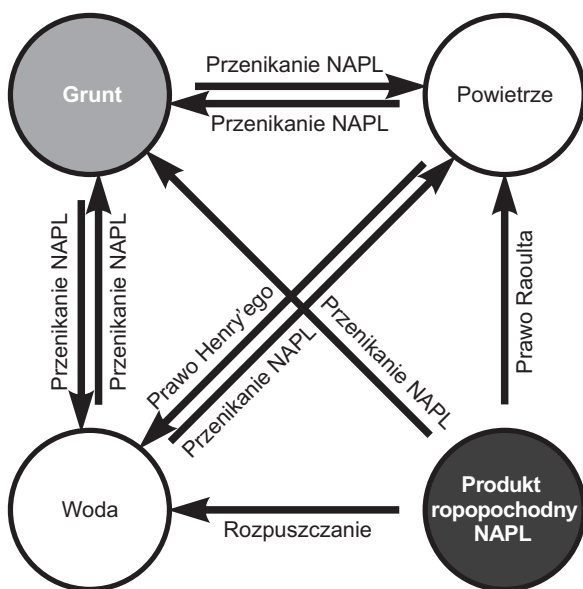 Przenikanie NAPL
Grunt
Powietrze
Przenikanie NAPL
Przenikanie NAPL
Przenikanie NAPL
Prawo Henry'ego
Przenikanie NAPL
Przenikanie NAPL
Prawo Raoulta
Woda
Rozpuszczanie
Produkt
ropopochodny
NAPL